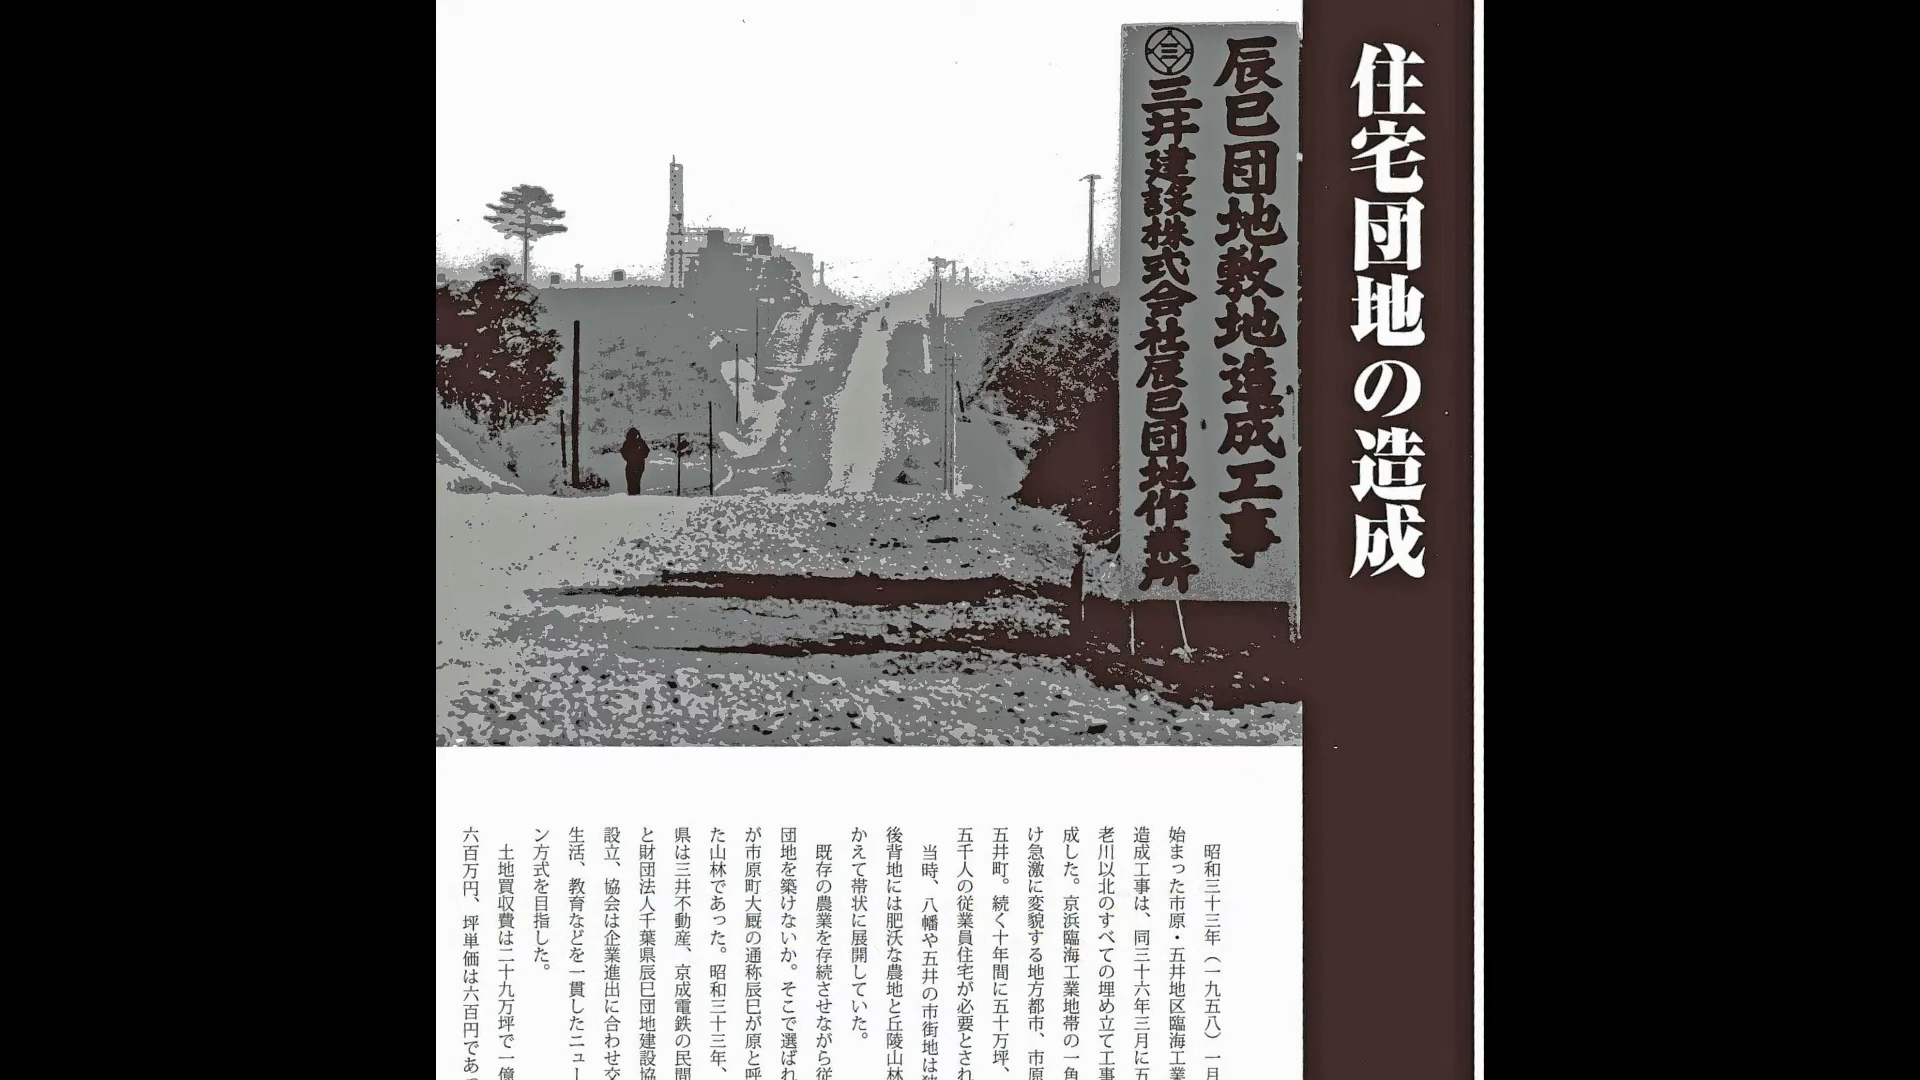 住宅団地の造成
辰巳団地敷地造成工事
三井建設株式会社辰巳団地作業所
昭和三十三年（一九五八）一月
始まった市原・五井地区臨海工業
造成工事は、同三十六年三月に五
老川以北のすべての埋め立て工事
成した。京浜臨海工業地帯の一角
け急激に変貌する地方都市、市原
五井町。続く十年間に五十万坪、
五千人の従業員住宅が必要とされ
当時、八幡や五井の市街地は
後背地には肥沃な農地と丘陵山林
かえて帯状に展開していた。
既存の農業を存続させながら従
団地を築けないか。そこで選ばれ
が市原町大厩の通称辰巳が原と呼
た山林であった。昭和三十三年、
県は三井不動産、京成電鉄の民間
と財団法人千葉県辰巳団地建設協
設立、協会は企業進出に合わせ交
生活、教育などを一貫したニュー
ン方式を目指した。
土地買収費は二十九万坪で一億
六百万円、坪単価は六百円であ